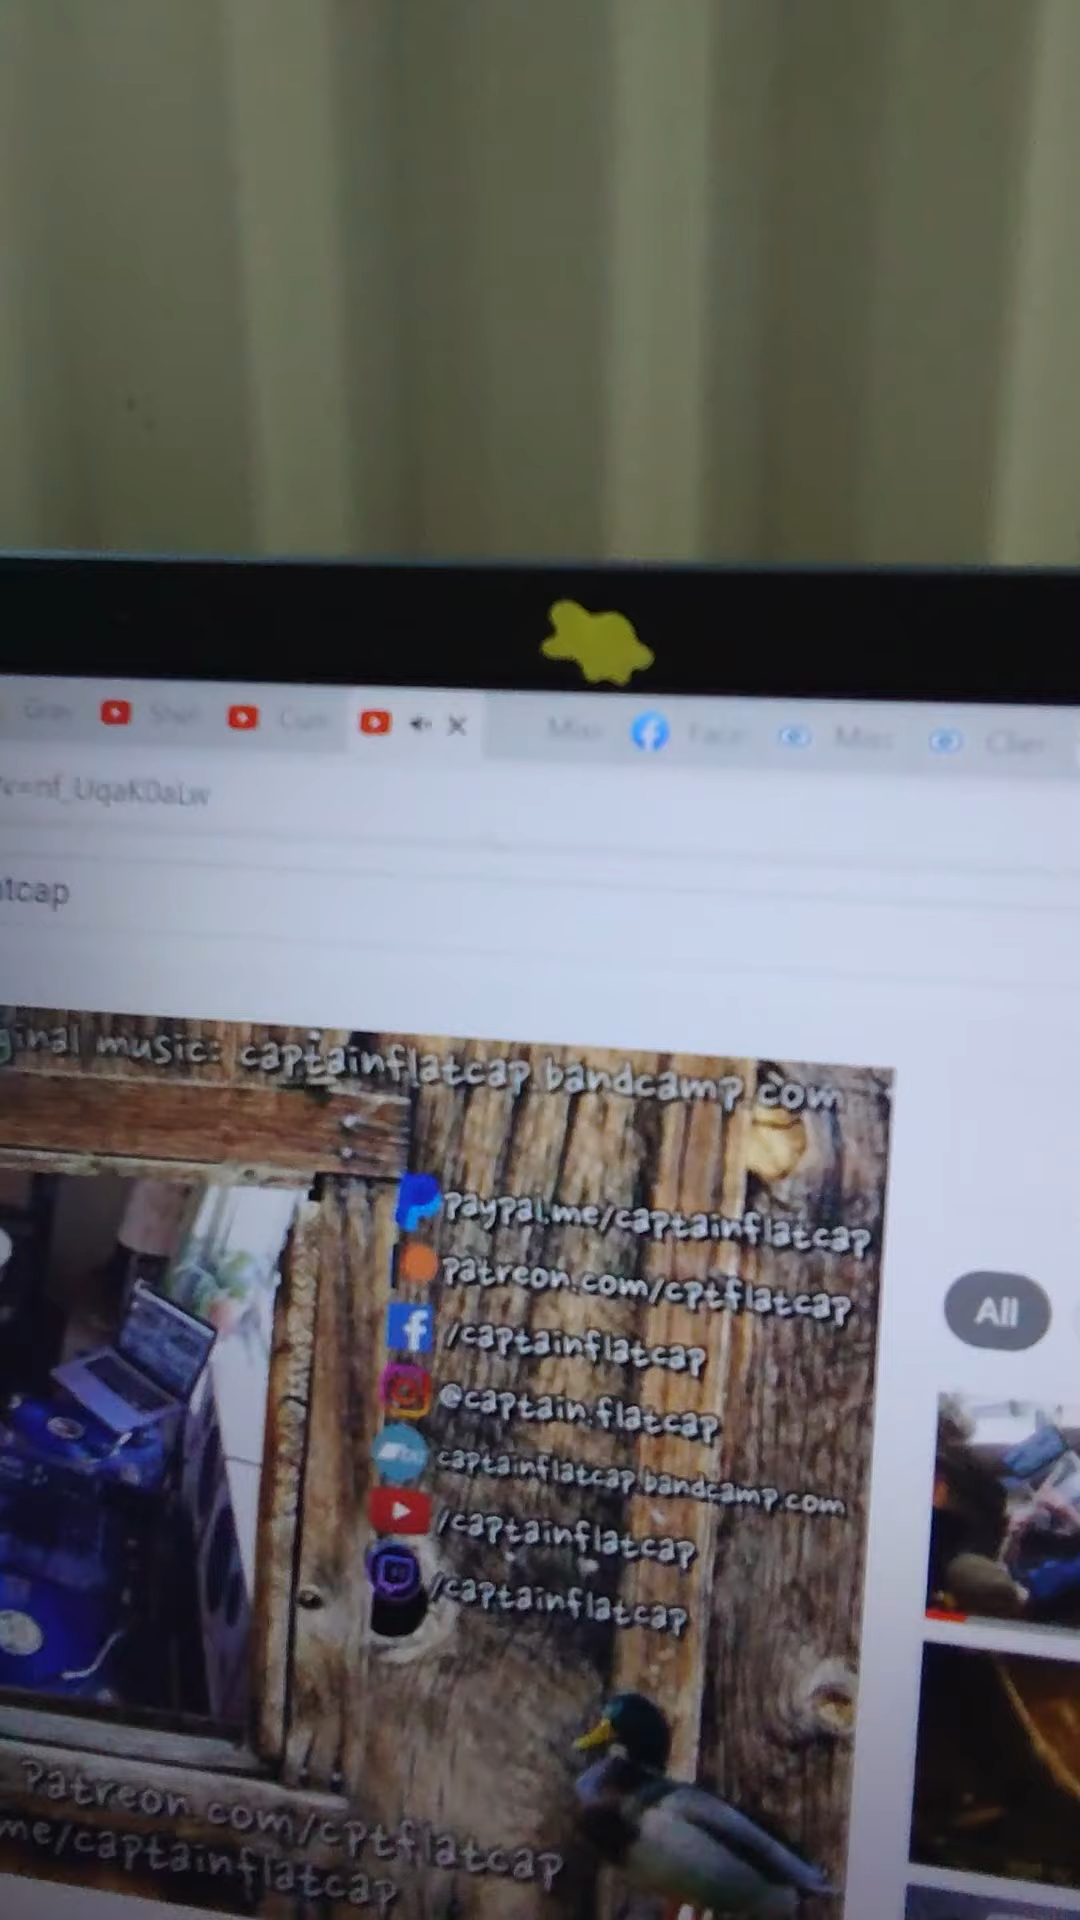 v=nf_UqaK0aLw
atcap
ginal music: captainflatcap.bandcamp.com
paypal.me/captainflatcap
patreon.com/cptflatcap
/captainflatcap
@captain.flatcap
captainflatcap.bandcamp.com
/captainflatcap
/captainflatcap
All
Patreon.com/cptflatcap
me/captainflatcap